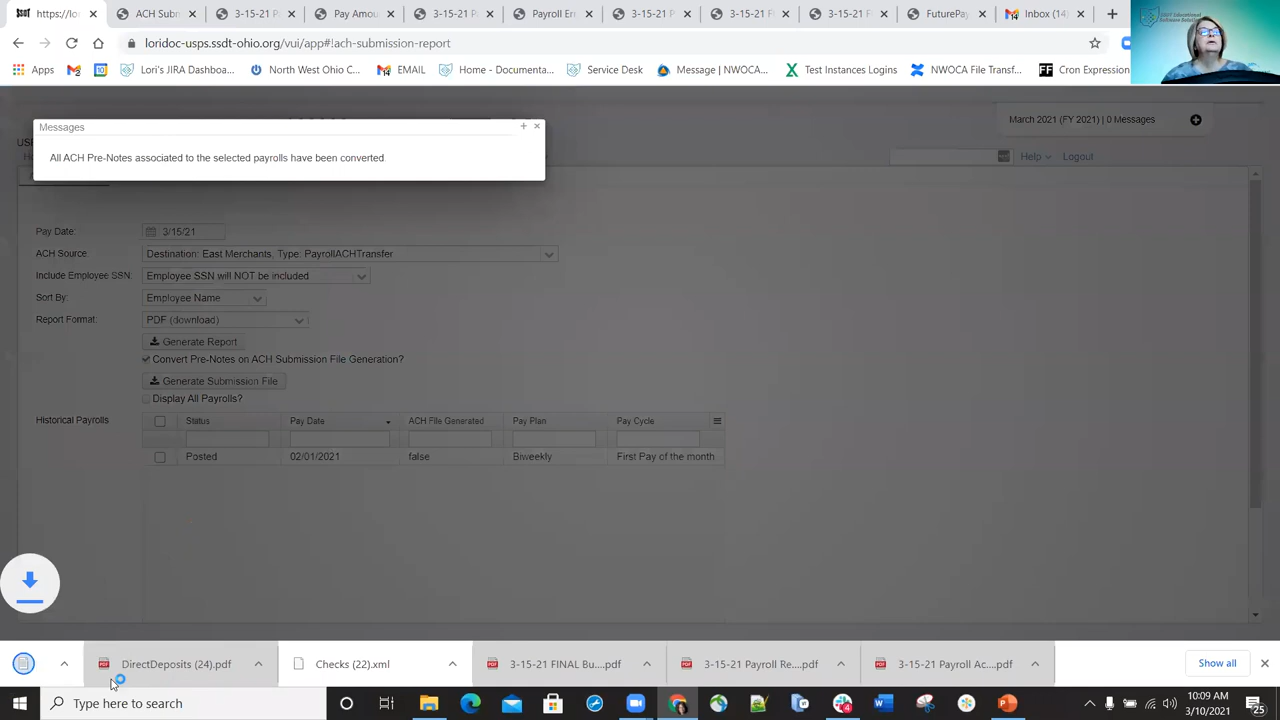 https://l
ACH Subm
3-15-21 P
Pay Amou
3-15-21
Payroll Er
3-15-21 P
3-15-21 F
3-15-21 F
FuturePay
Inbox (14)
loridoc-usps.ssdt-ohio.org/vui/app#!ach-submission-report
Apps
Lori's JIRA Dashboa...
North West Ohio C...
EMAIL
Home - Documenta...
Service Desk
Message | NWOCA...
Test Instances Logins
NWOCA File Transf...
Cron Expression
Messages
All ACH Pre-Notes associated to the selected payrolls have been converted.
March 2021 (FY 2021) | 0 Messages
Help
Logout
Pay Date:
3/15/21
ACH Source:
Destination: East Merchants, Type: PayrollACHTransfer
Include Employee SSN:
Employee SSN will NOT be included
Sort By:
Employee Name
Report Format:
PDF (download)
Generate Report
Convert Pre-Notes on ACH Submission File Generation?
Generate Submission File
Display All Payrolls?
Historical Payrolls
Status Pay Date ACH File Generated Pay Plan Pay Cycle
Posted 02/01/2021 false Biweekly First Pay of the month
DirectDeposits (24).pdf
Checks (22).xml
3-15-21 FINAL Bu....pdf
3-15-21 Payroll Re....pdf
3-15-21 Payroll Ac....pdf
Show all
Type here to search
10:09 AM
3/10/2021
25